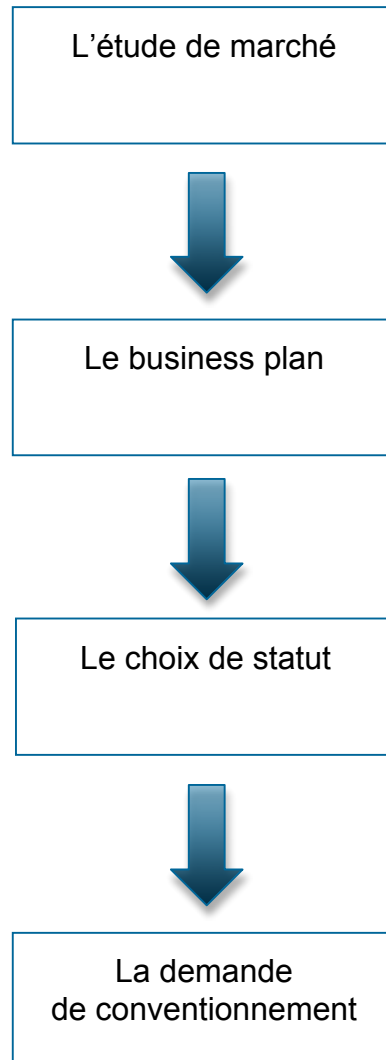 L’étude de marché
Le business plan
Le choix de statut
La demande
de conventionnement